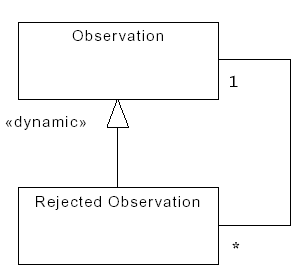 Observation
1
«dynamic»
Rejected Observation
*